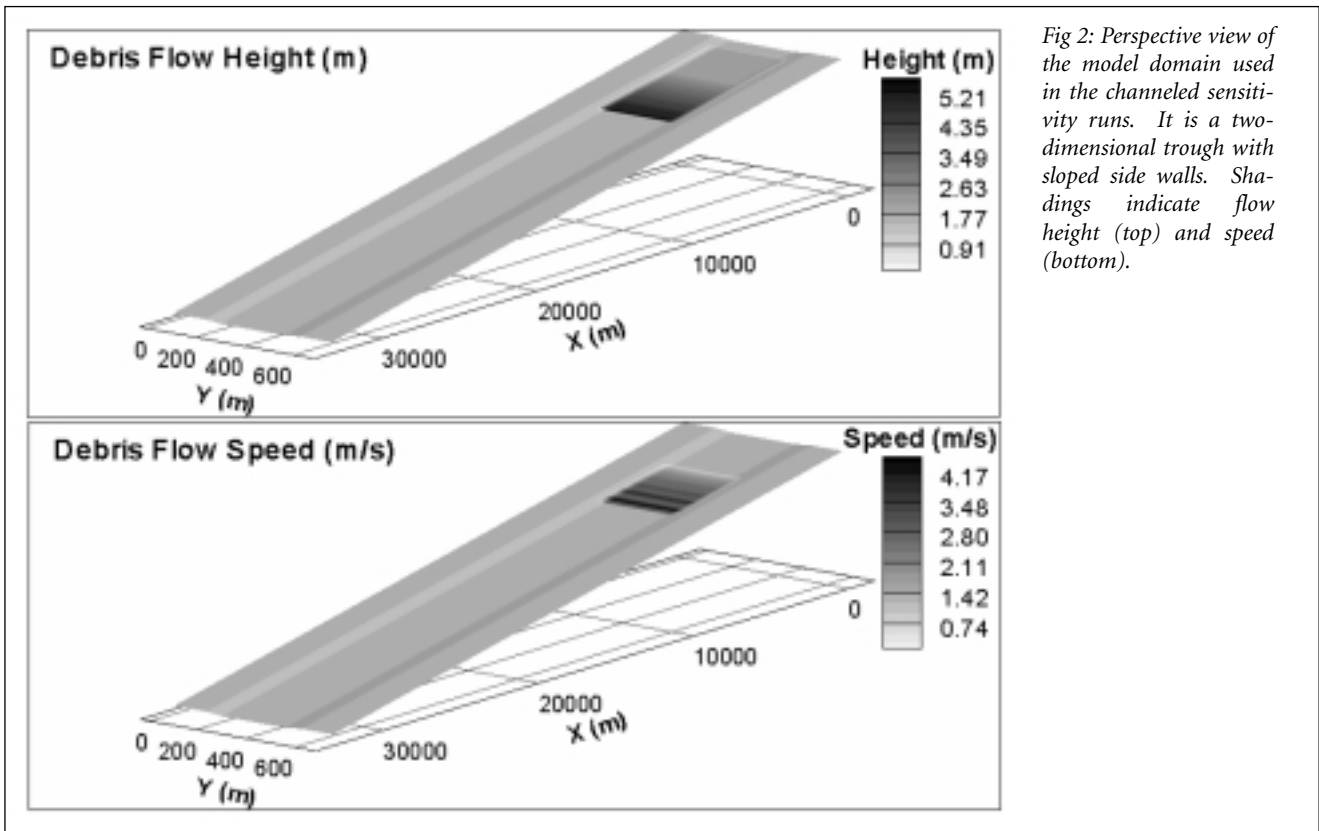 Debris Flow Height (m)
Height (m)
5.21
4.35
3.49
2.63
1.77
0.91
0
10000
20000
X (m)
30000
0 200 400 600
Y (m)
Debris Flow Speed (m/s)
Speed (m/s)
4.17
3.48
2.80
2.11
1.42
0.74
0
10000
20000
X (m)
30000
0 200 400 600
Y (m)
Fig 2: Perspective view of
the model domain used
in the channeled sensiti-
vity runs. It is a two-
dimensional trough with
sloped side walls. Sha-
dings indicate flow
height (top) and speed
(bottom).